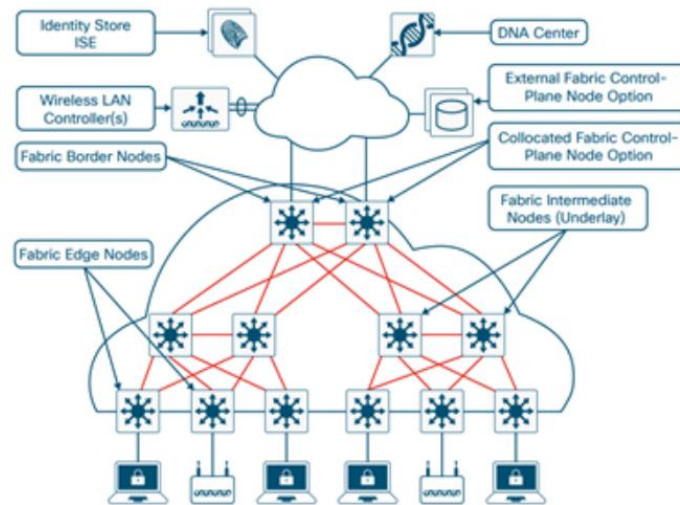 Identity Store
ISE
DNA Center
Wireless LAN
Controller(s)
External Fabric Control-
Plane Node Option
Fabric Border Nodes
Collocated Fabric Control-
Plane Node Option
Fabric Edge Nodes
Fabric Intermediate
Nodes (Underlay)